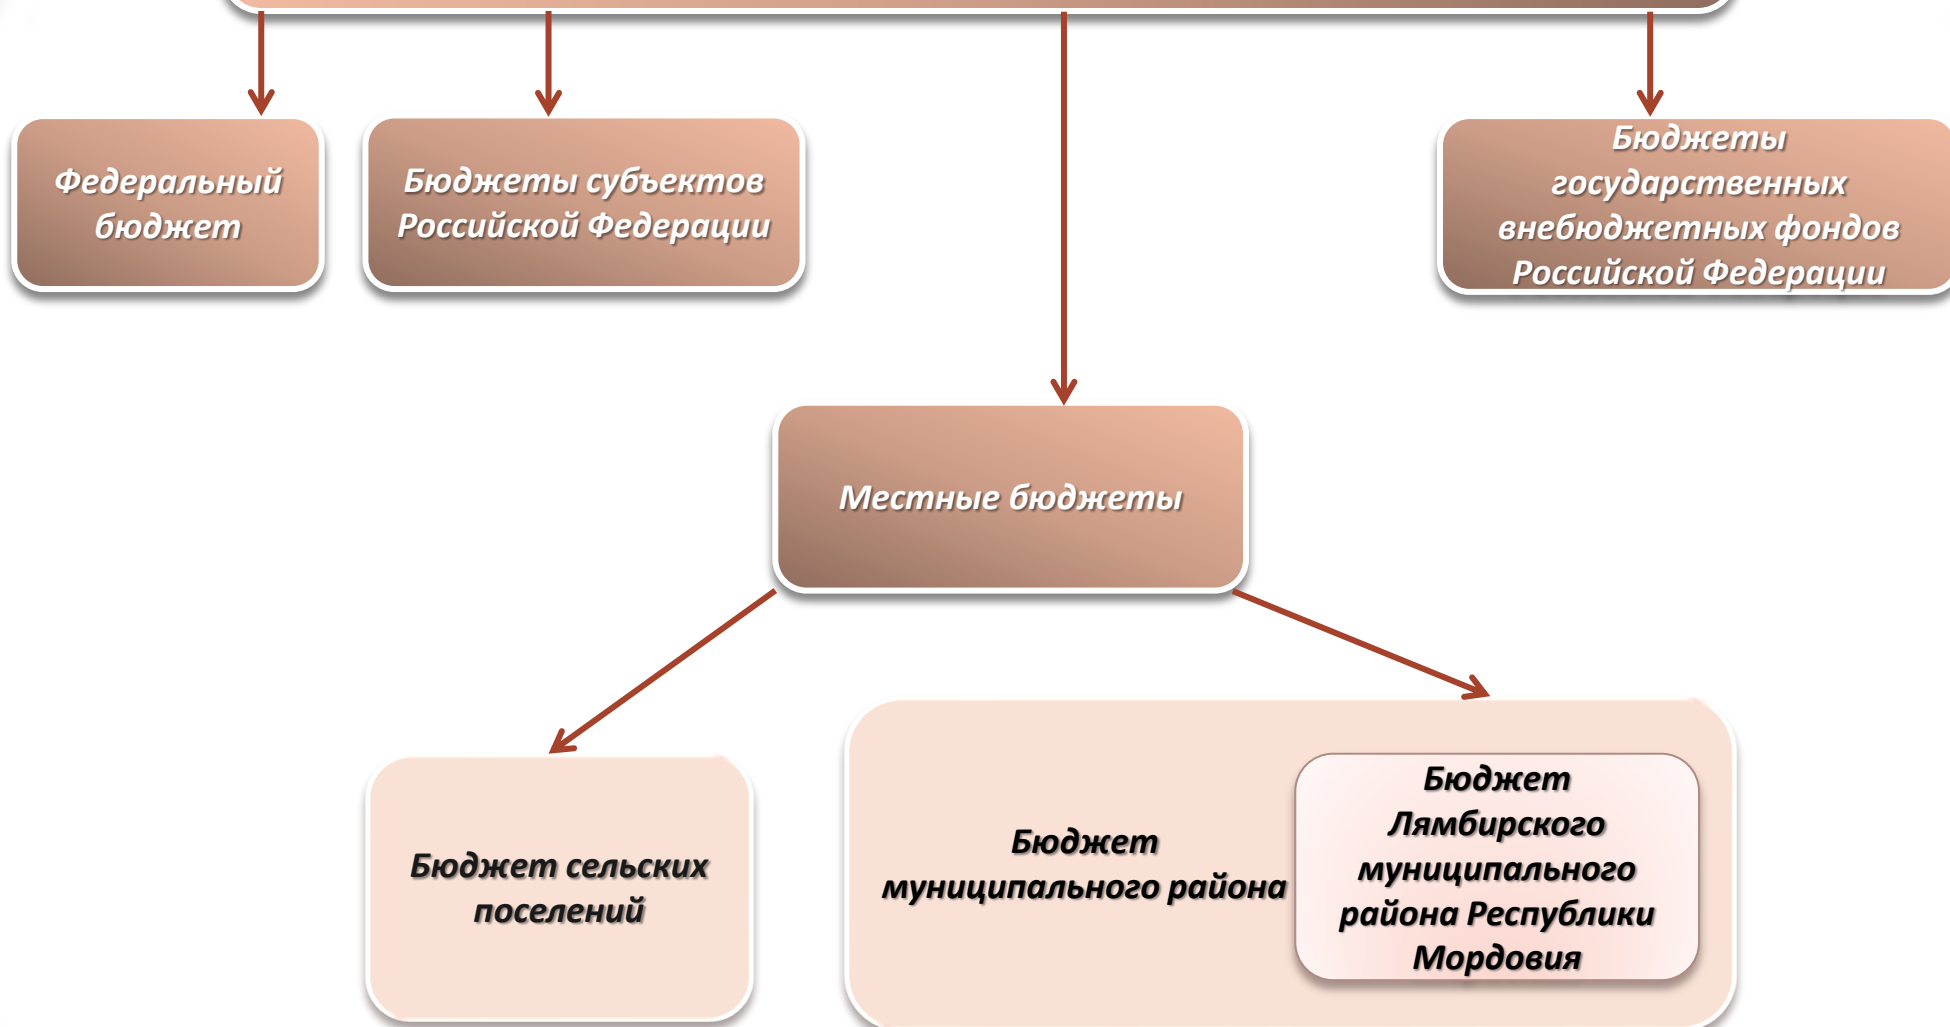 Федеральный
бюджет
Бюджеты субъектов
Российской Федерации
Бюджеты
государственных
внебюджетных фондов
Российской Федерации
Местные бюджеты
Бюджет сельских
поселений
Бюджет
муниципального района
Бюджет
Лямбирского
муниципального
района Республики
Мордовия